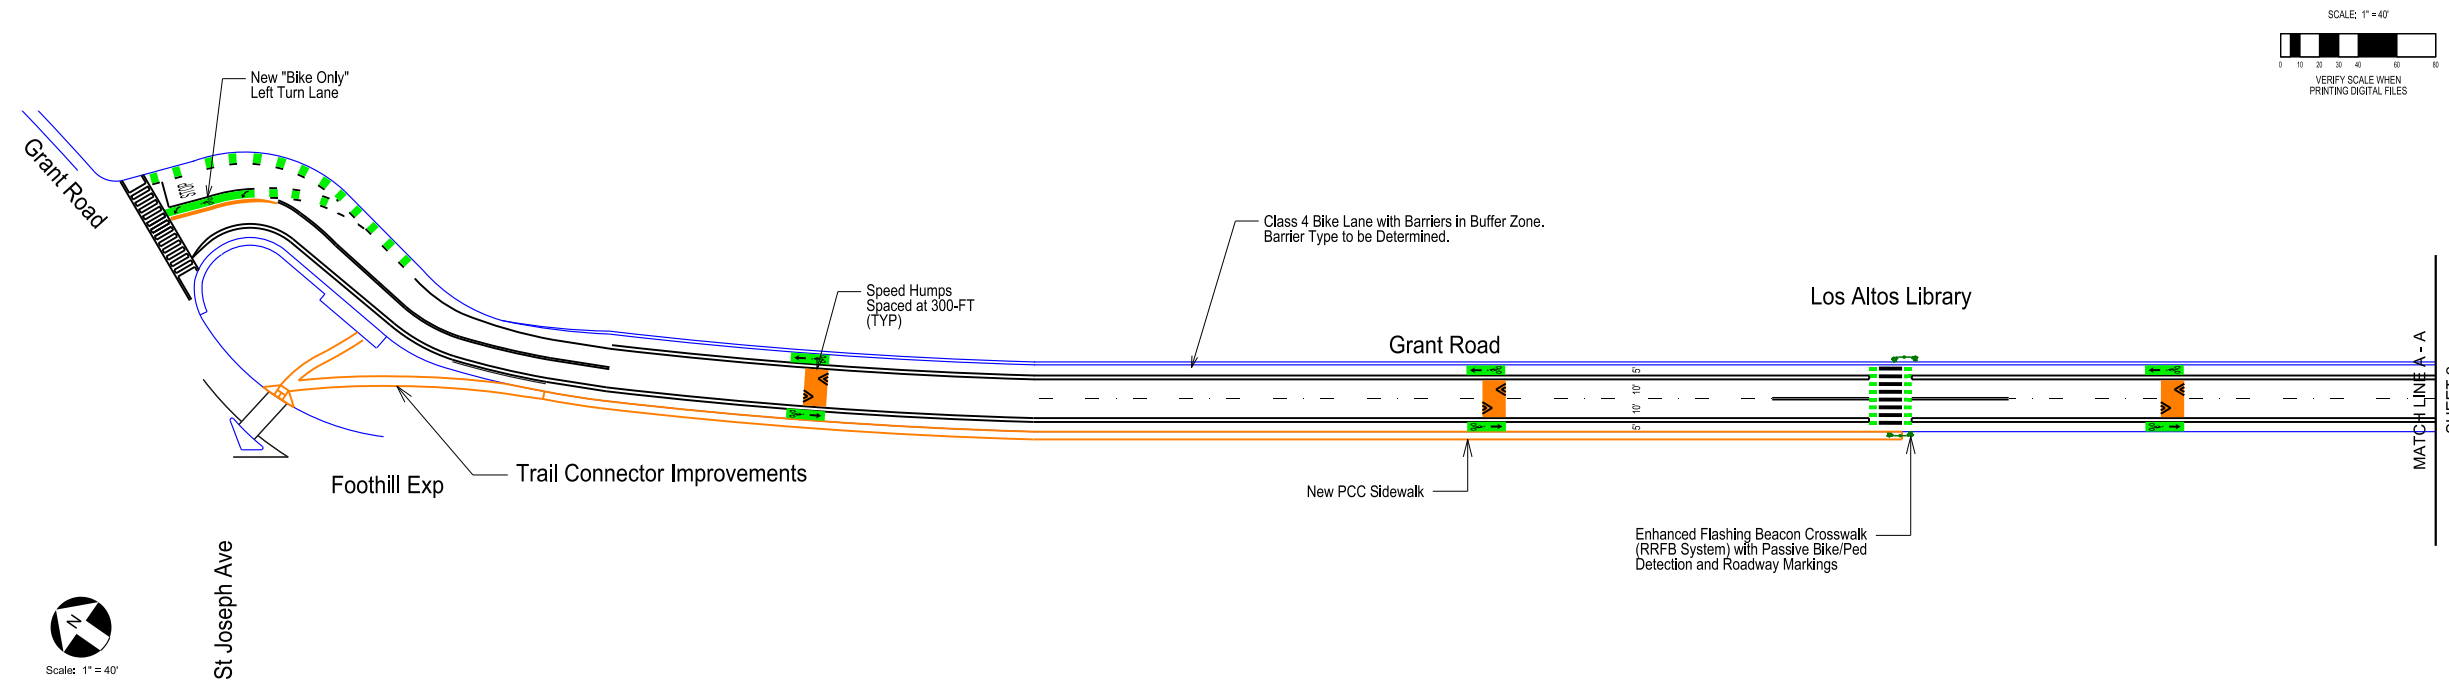 SCALE: 1" = 40'
0 10 20 30 40 60 80
VERIFY SCALE WHEN
PRINTING DIGITAL FILES
New "Bike Only"
Left Turn Lane
Grant Road
STOP
Class 4 Bike Lane with Barriers in Buffer Zone.
Barrier Type to be Determined.
Speed Humps
Spaced at 300-FT
(TYP)
Los Altos Library
Grant Road
5'
10'
10'
5'
MATCH LINE A - A
Trail Connector Improvements
Foothill Exp
New PCC Sidewalk
Enhanced Flashing Beacon Crosswalk
(RRFB System) with Passive Bike/Ped
Detection and Roadway Markings
St Joseph Ave
N
Scale: 1" = 40'